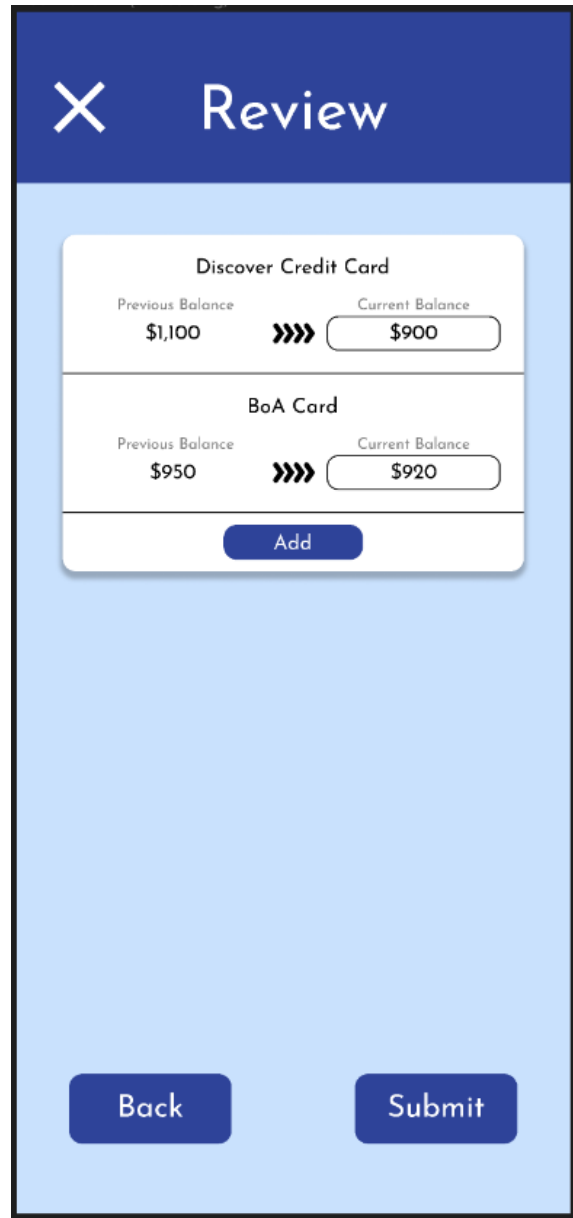 Review
Discover Credit Card
Previous Balance Current Balance
$1,100 $900
BoA Card
Previous Balance Current Balance
$950 $920
Add
Back Submit